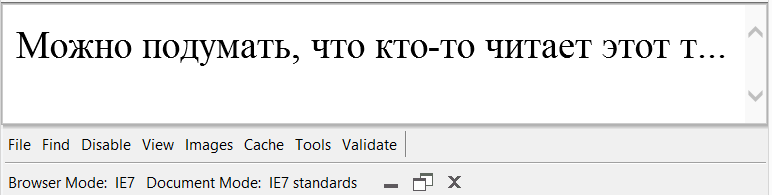 Можно подумать, что кто-то читает этот т...
File Find Disable View Images Cache Tools Validate
Browser Mode: IE7 Document Mode: IE7 standards